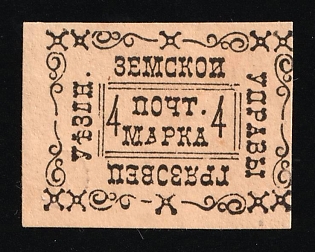 ЗЕМСКОЙ
УПРАВЫ
ГРЯЗОВЕЦ
УѢЗДН.
4 ПОЧТ. 4
МАРКА